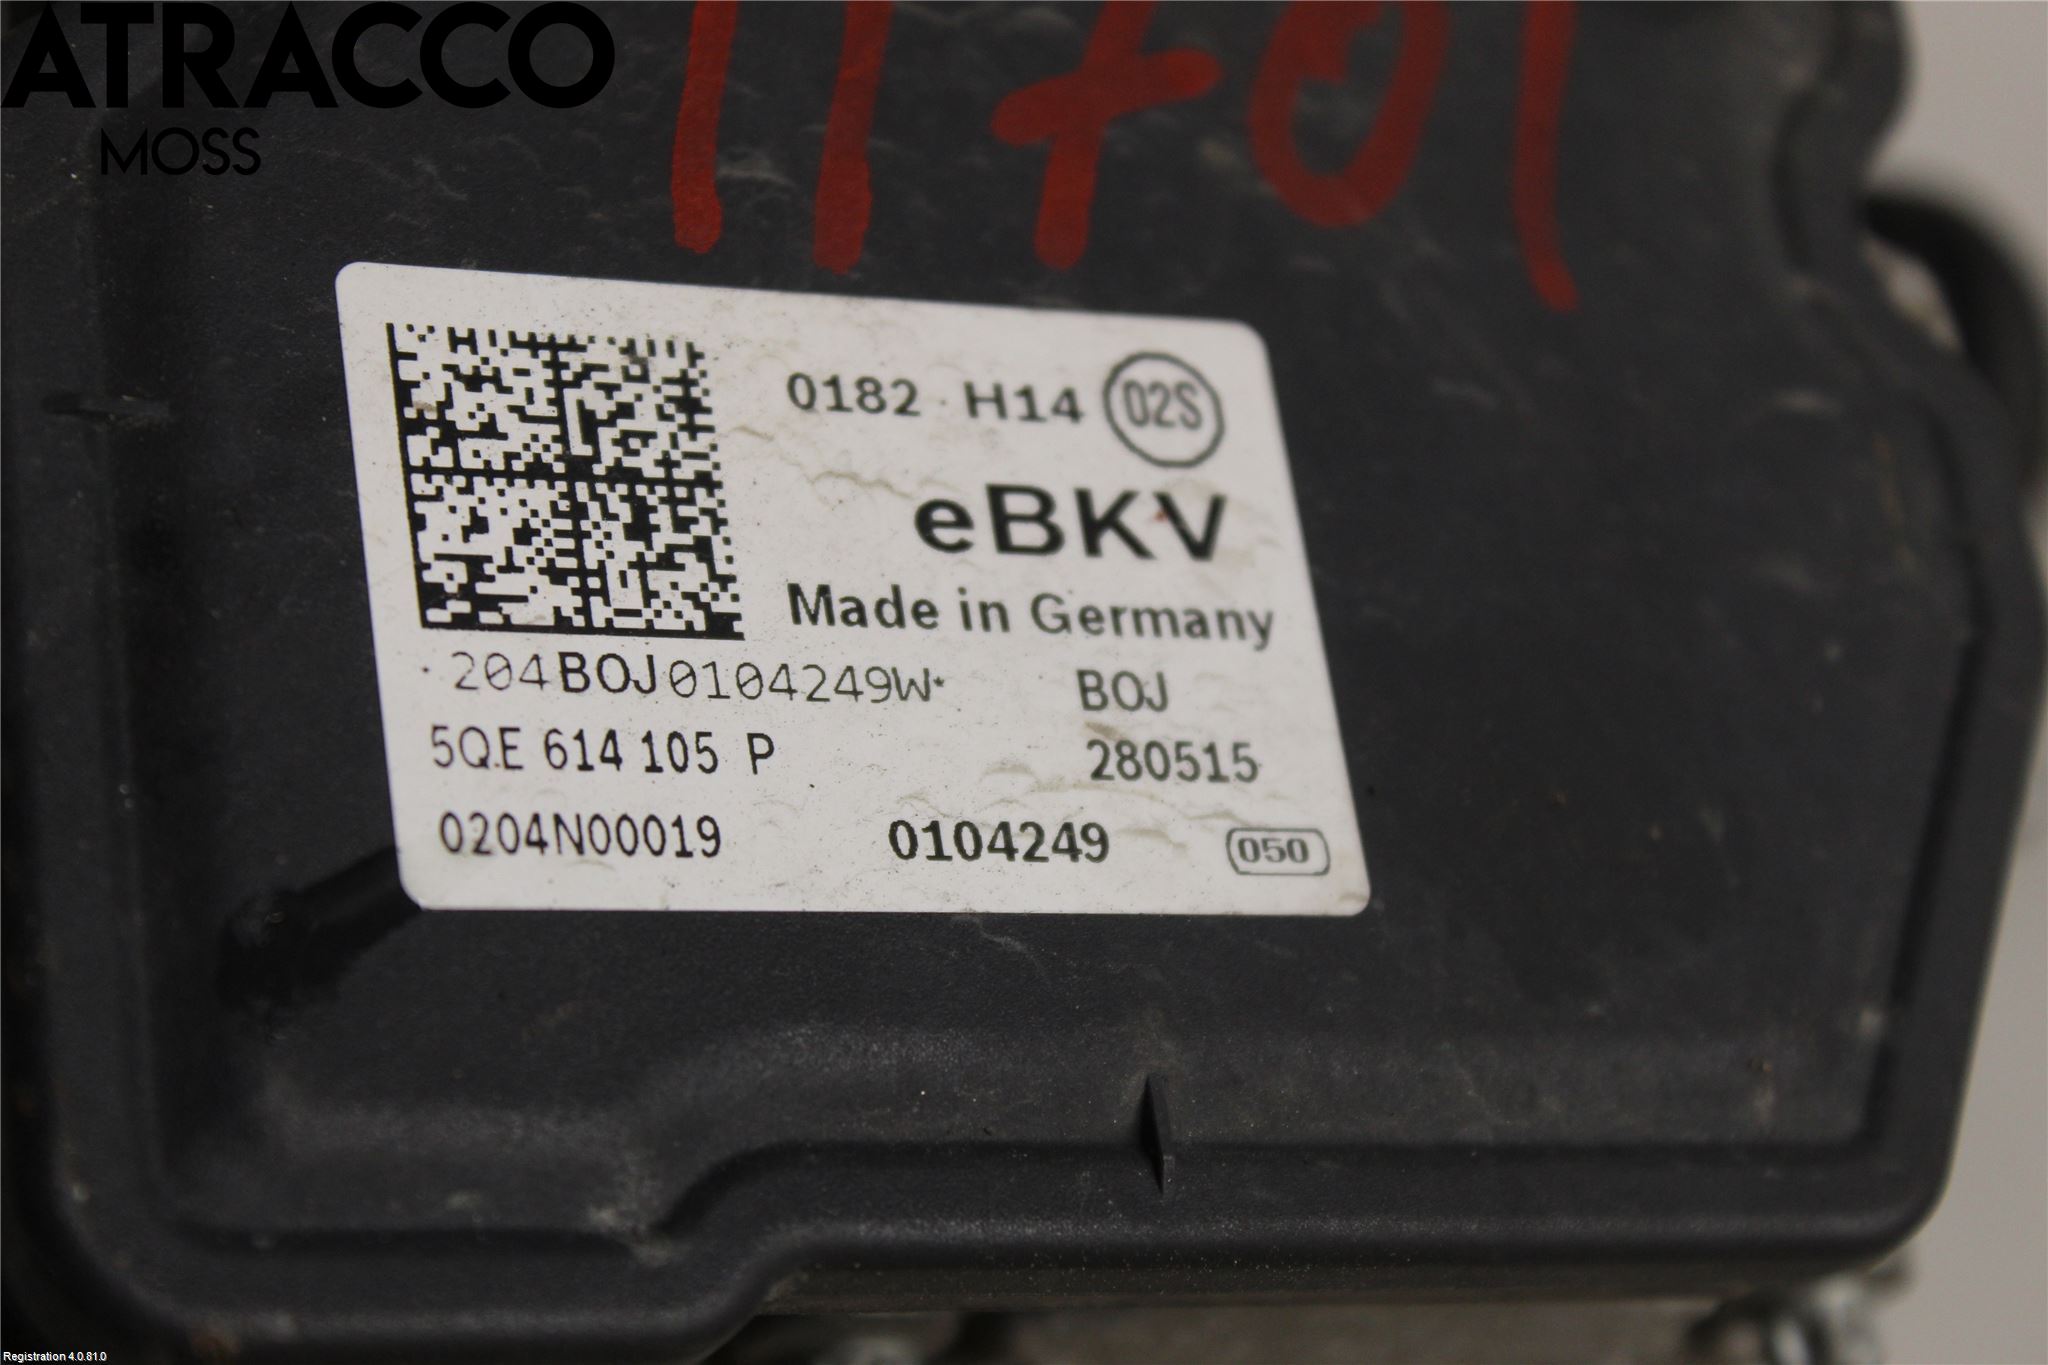 ATRACCO
MOSS
11701
0182 H14 02S
eBKV
Made in Germany
204BOJ0104249W*
BOJ
5QE 614 105 P
280515
0204N00019
0104249
050
Registration 4.0.81.0